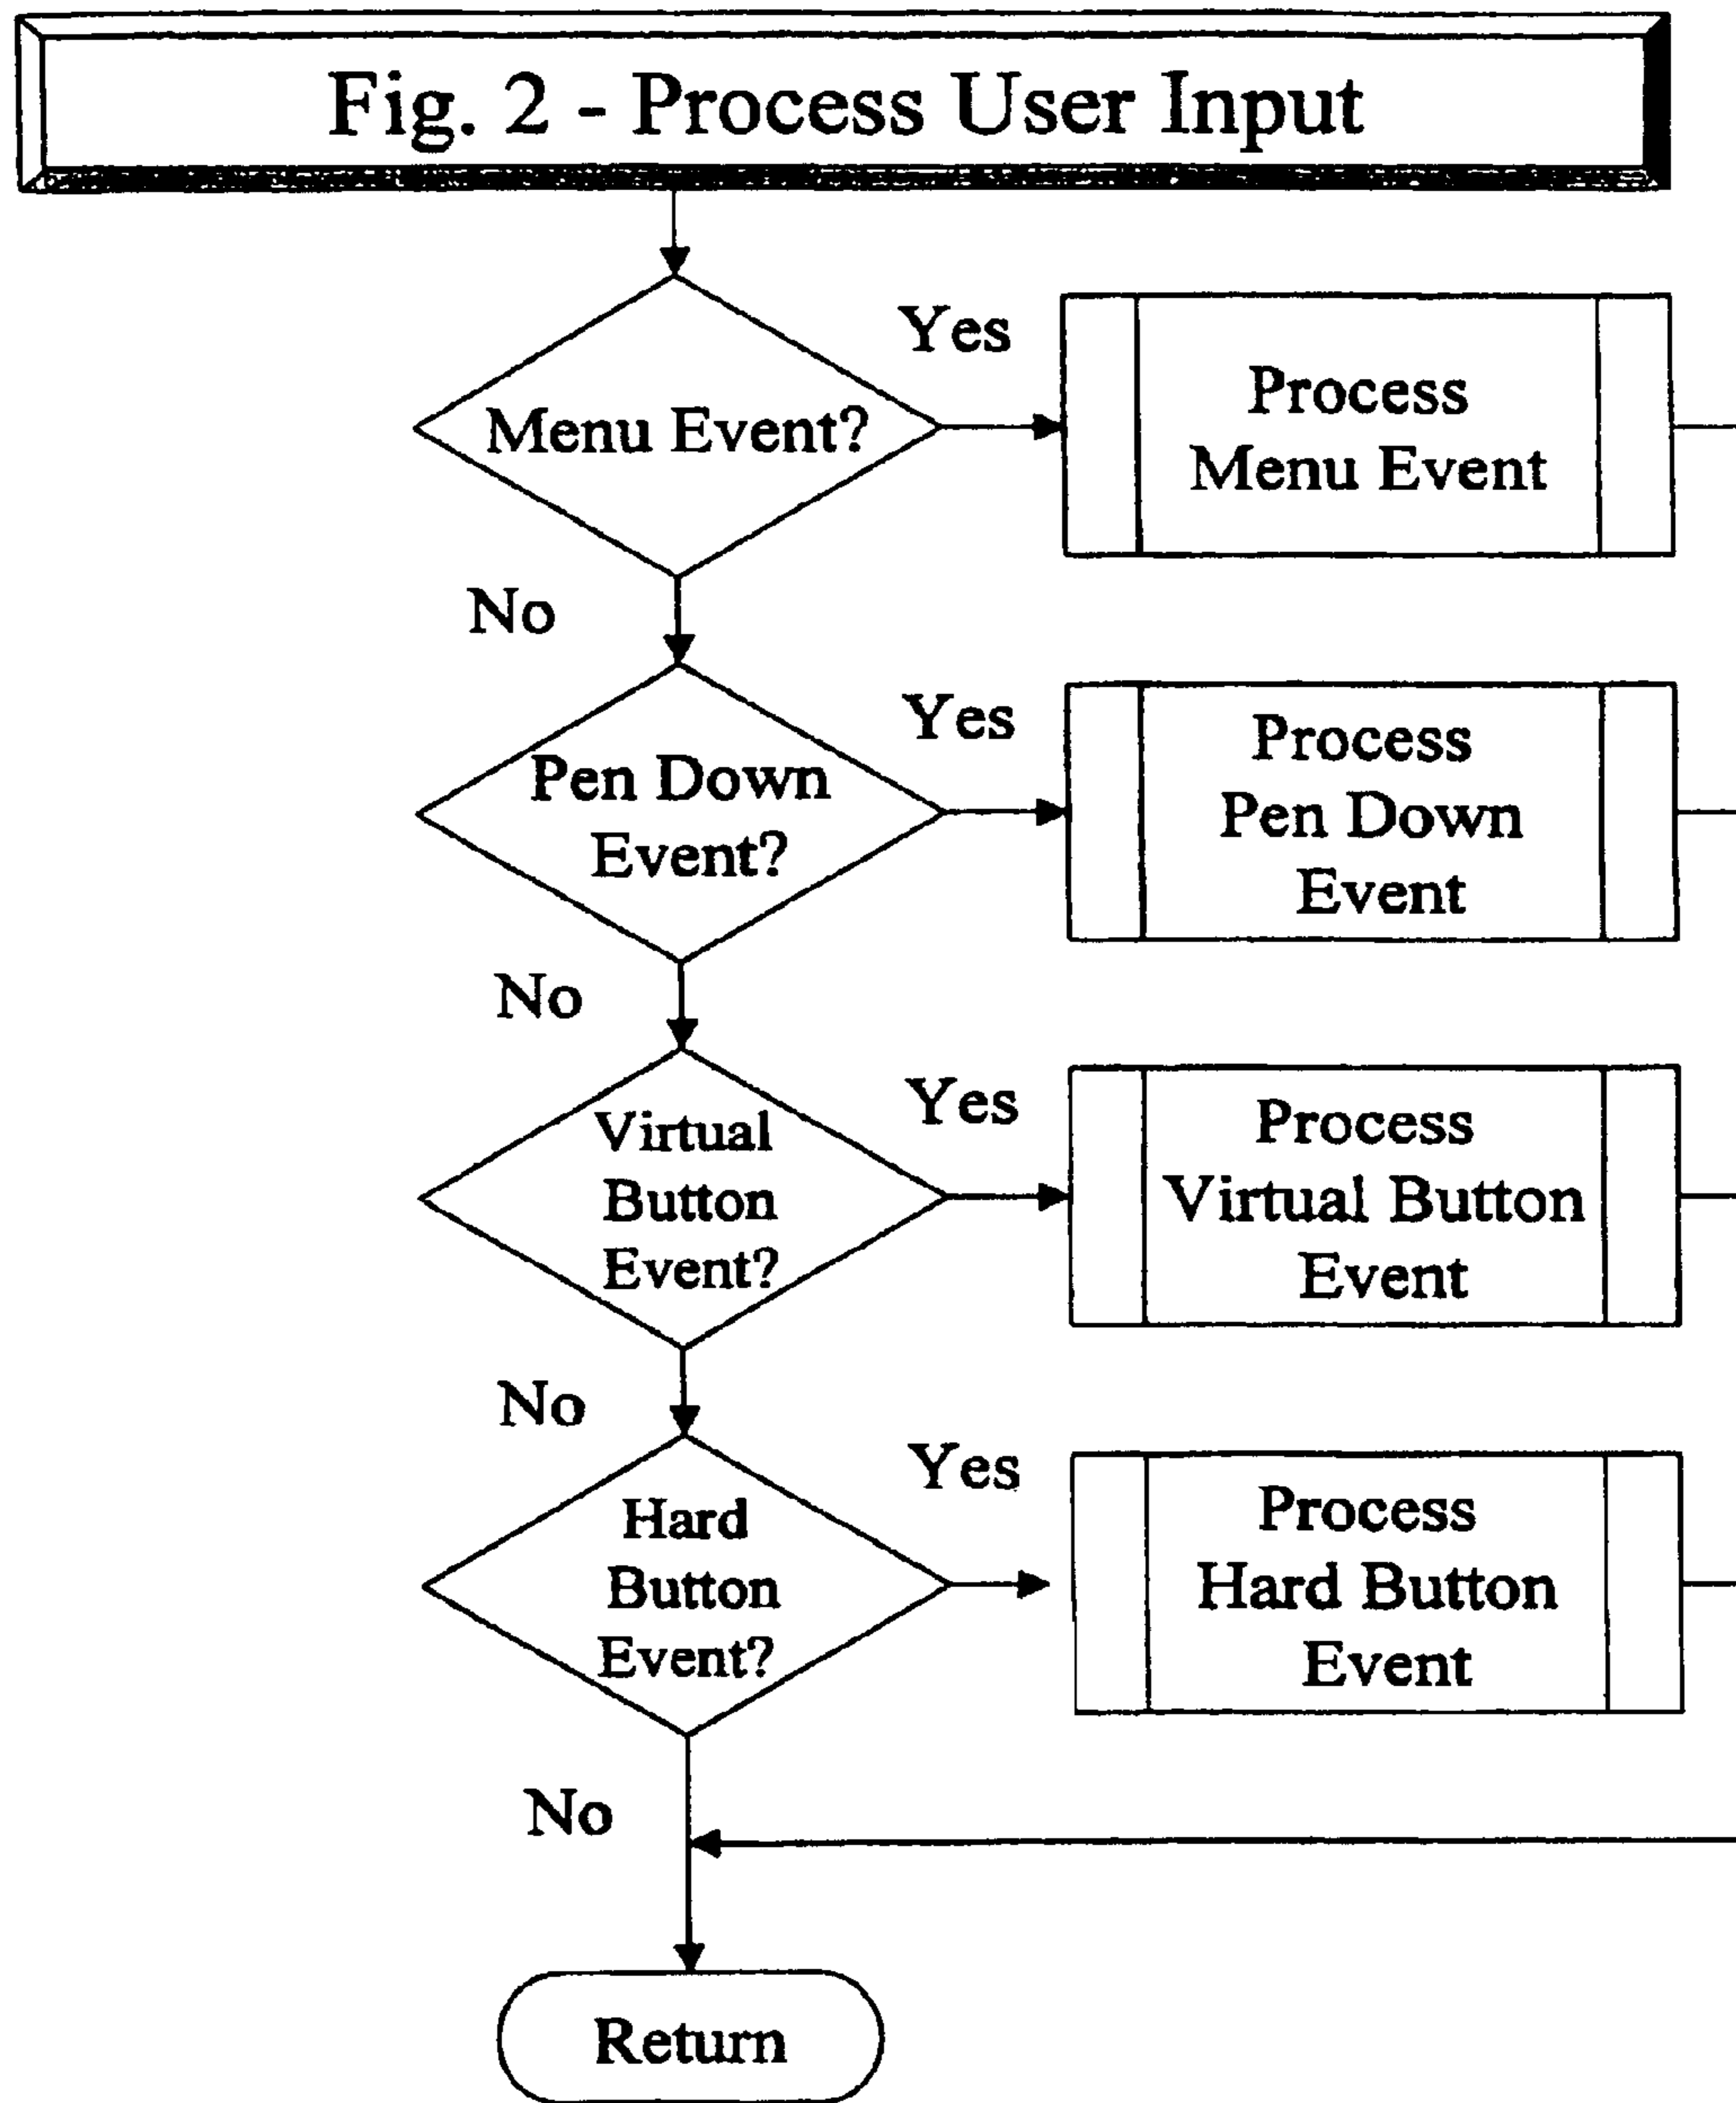 Fig. 2 - Process User Input
Menu Event?
Yes
Process
Menu Event
No
Pen Down
Event?
Yes
Process
Pen Down
Event
No
Virtual
Button
Event?
Yes
Process
Virtual Button
Event
No
Hard
Button
Event?
Yes
Process
Hard Button
Event
No
Return